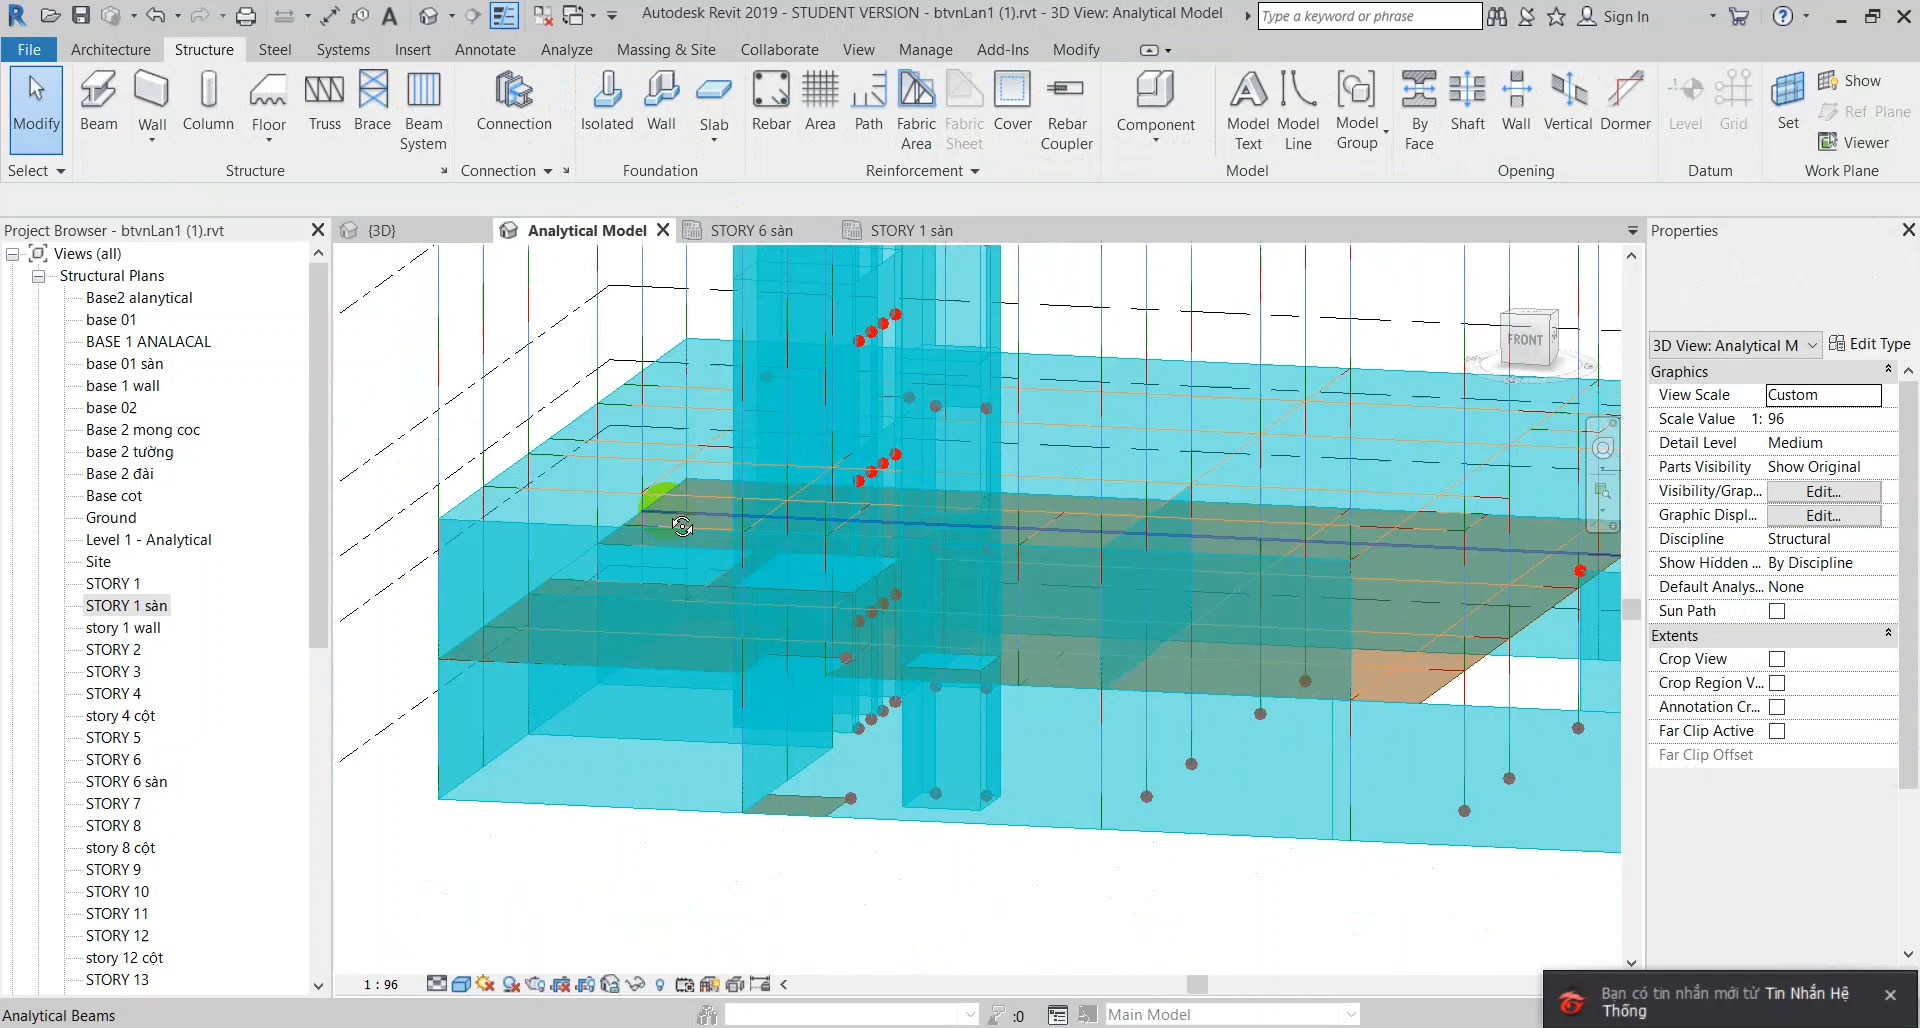 Autodesk Revit 2019 - STUDENT VERSION - btvnLan1 (1).rvt - 3D View: Analytical Model
Type a keyword or phrase
Sign In
File Architecture Structure Steel Systems Insert Annotate Analyze Massing & Site Collaborate View Manage Add-Ins Modify
Modify Beam Wall Column Floor Truss Brace Beam System Connection Isolated Wall Slab Rebar Area Path Fabric Area Fabric Sheet Cover Rebar Coupler Component Model Text Model Line Model Group By Face Shaft Wall Vertical Dormer Level Grid Set Show
Ref Plane
Viewer
Select Structure Connection Foundation Reinforcement Model Opening Datum Work Plane
Project Browser - btvnLan1 (1).rvt
{3D} Analytical Model STORY 6 sàn STORY 1 sàn
Properties
Views (all)
Structural Plans
Base2 alanytical
base 01
BASE 1 ANALACAL
base 01 sàn
base 1 wall
base 02
Base 2 mong coc
base 2 tường
Base 2 đài
Base cot
Ground
Level 1 - Analytical
Site
STORY 1
STORY 1 sàn
story 1 wall
STORY 2
STORY 3
STORY 4
story 4 cột
STORY 5
STORY 6
STORY 6 sàn
STORY 7
STORY 8
story 8 cột
STORY 9
STORY 10
STORY 11
STORY 12
story 12 cột
STORY 13
FRONT
3D View: Analytical M Edit Type
Graphics
View Scale Custom
Scale Value 1: 96
Detail Level Medium
Parts Visibility Show Original
Visibility/Grap... Edit...
Graphic Displ... Edit...
Discipline Structural
Show Hidden ... By Discipline
Default Analys... None
Sun Path
Extents
Crop View
Crop Region V...
Annotation Cr...
Far Clip Active
Far Clip Offset
1 : 96
Analytical Beams
:0
Main Model
Bạn có tin nhắn mới từ Tin Nhắn Hệ
Thống